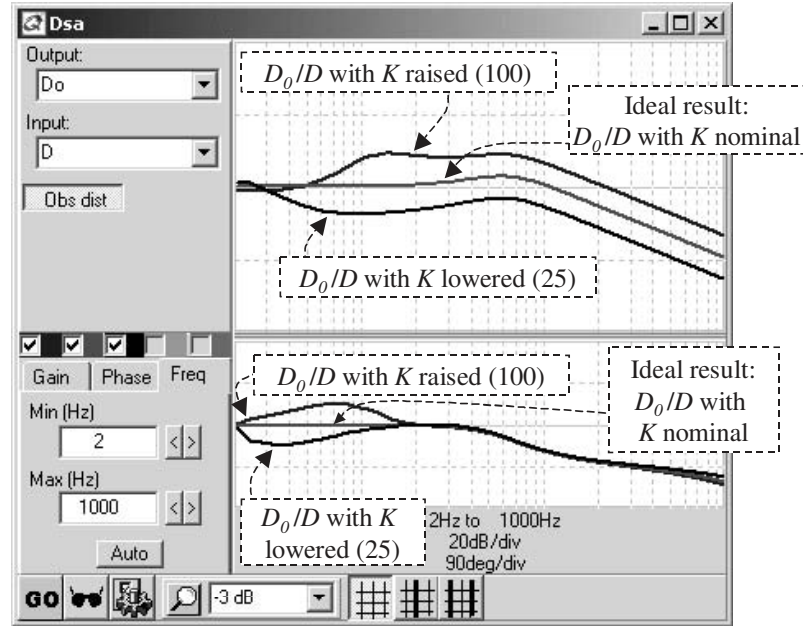 Dsa
Output:
Do
Input:
D
Obs dist
D₀/D with K raised (100)
Ideal result:
D₀/D with K nominal
D₀/D with K lowered (25)
Gain Phase Freq
Min (Hz)
2 < >
Max (Hz)
1000 < >
Auto
D₀/D with K raised (100)
Ideal result:
D₀/D with
K nominal
D₀/D with K
lowered (25)
2Hz to 1000Hz
20dB/div
90deg/div
GO
-3 dB